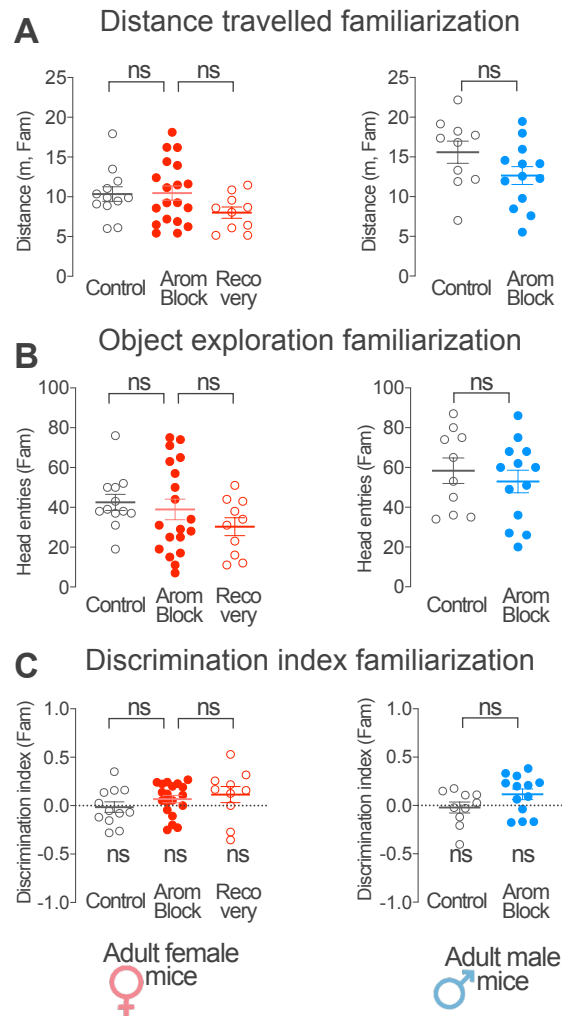 A Distance travelled familiarization
ns ns ns
Distance (m, Fam)
25
20
15
10
5
0
Control Arom Block Reco very
Distance (m, Fam)
25
20
15
10
5
0
Control Arom Block
B Object exploration familiarization
ns ns ns
Head entries (Fam)
100
80
60
40
20
0
Control Arom Block Reco very
Head entries (Fam)
100
80
60
40
20
0
Control Arom Block
C Discrimination index familiarization
ns ns ns
Discrimination index (Fam)
1.0
0.5
0.0
-0.5
-1.0
ns ns ns
Control Arom Block Reco very
Discrimination index (Fam)
1.0
0.5
0.0
-0.5
-1.0
ns ns
Control Arom Block
Adult female
mice
Adult male
mice